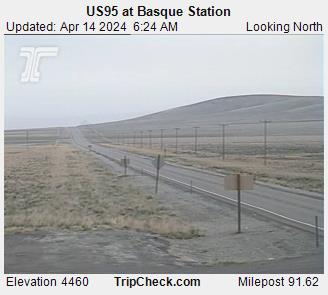 US95 at Basque Station
Updated: Apr 14 2024 6:24 AM Looking North
Elevation 4460 TripCheck.com Milepost 91.62